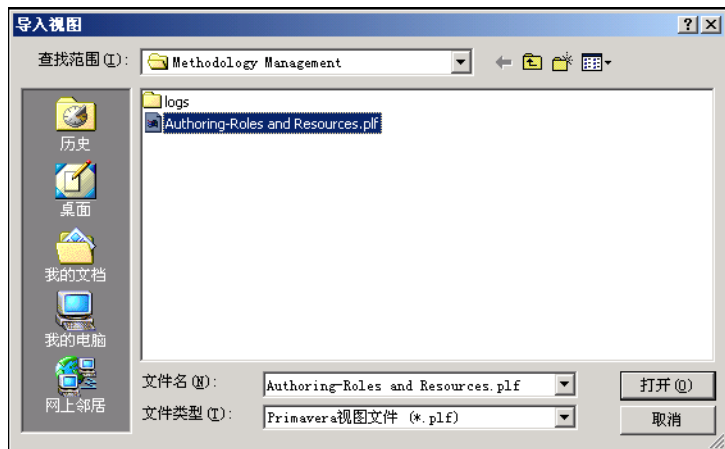 导入视图
查找范围(I):
Methodology Management
logs
Authoring-Roles and Resources.plf
历史
桌面
我的文档
我的电脑
网上邻居
文件名(N):
Authoring-Roles and Resources.plf
打开(O)
文件类型(T):
Primavera视图文件 (*.plf)
取消